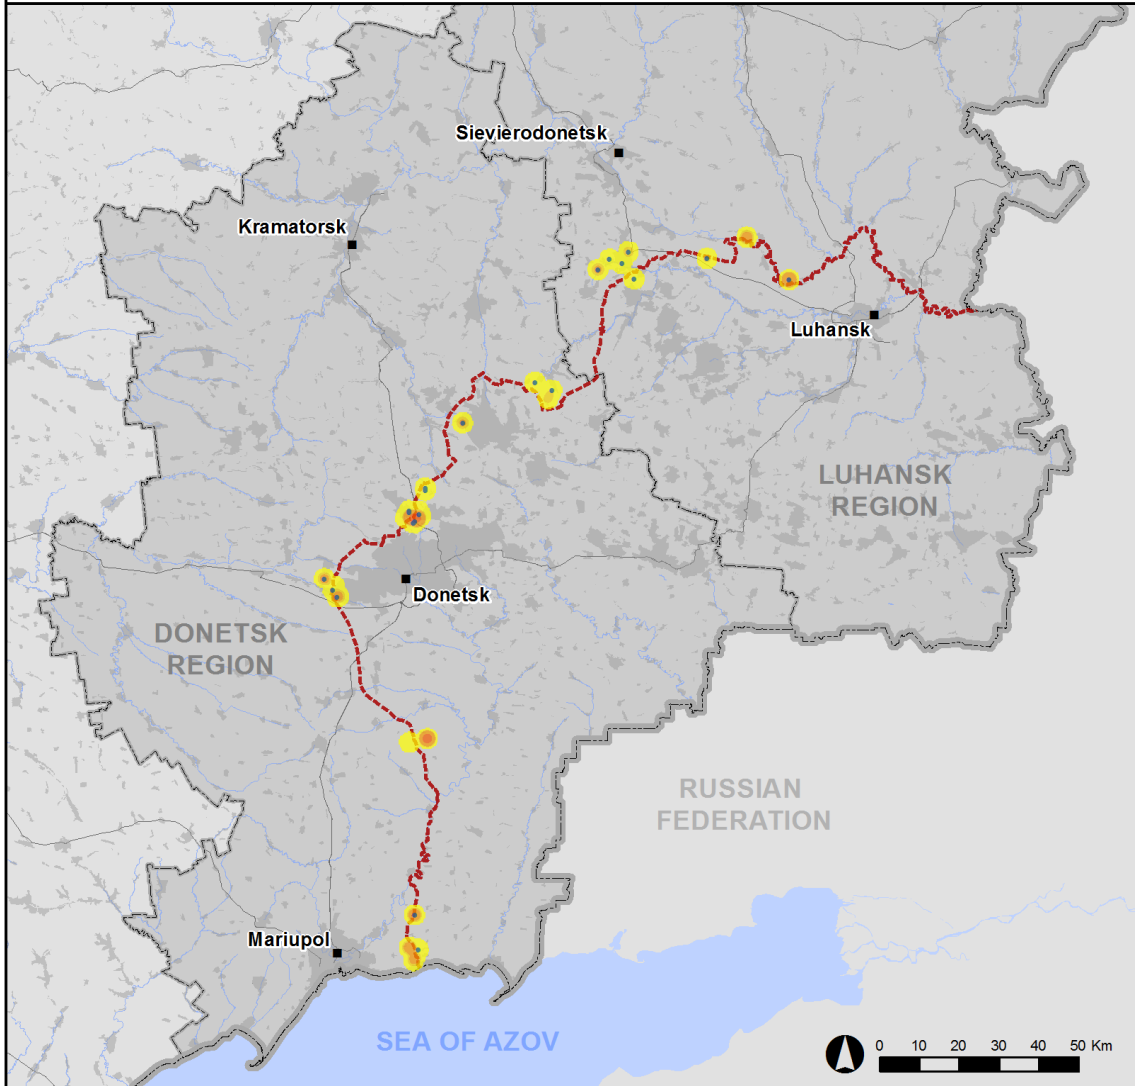 Sievierodonetsk
Kramatorsk
Luhansk
LUHANSK
REGION
Donetsk
DONETSK
REGION
RUSSIAN
FEDERATION
Mariupol
SEA OF AZOV
0 10 20 30 40 50 Km